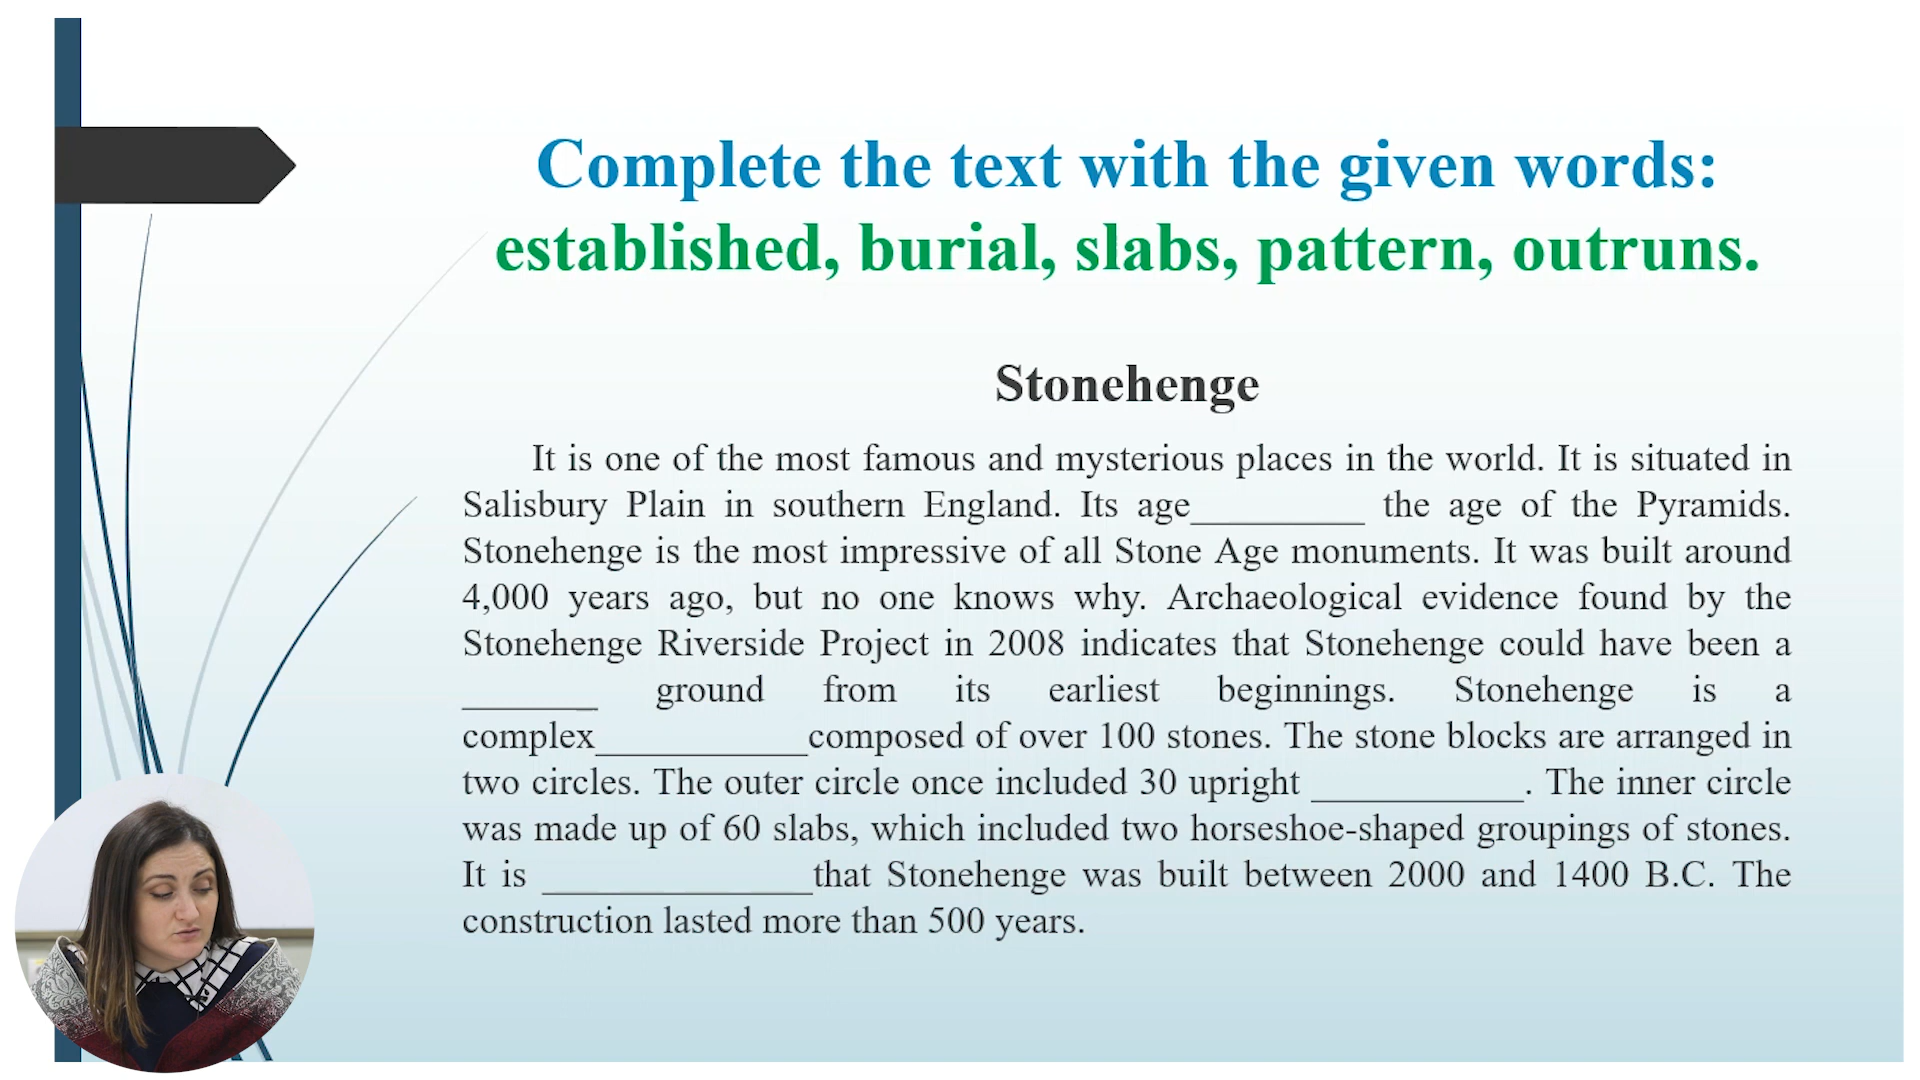 Complete the text with the given words:
established, burial, slabs, pattern, outruns.
Stonehenge
It is one of the most famous and mysterious places in the world. It is situated in
Salisbury Plain in southern England. Its age_________ the age of the Pyramids.
Stonehenge is the most impressive of all Stone Age monuments. It was built around
4,000 years ago, but no one knows why. Archaeological evidence found by the
Stonehenge Riverside Project in 2008 indicates that Stonehenge could have been a
_______ ground from its earliest beginnings. Stonehenge is a
complex___________composed of over 100 stones. The stone blocks are arranged in
two circles. The outer circle once included 30 upright ___________. The inner circle
was made up of 60 slabs, which included two horseshoe-shaped groupings of stones.
It is ______________that Stonehenge was built between 2000 and 1400 B.C. The
construction lasted more than 500 years.